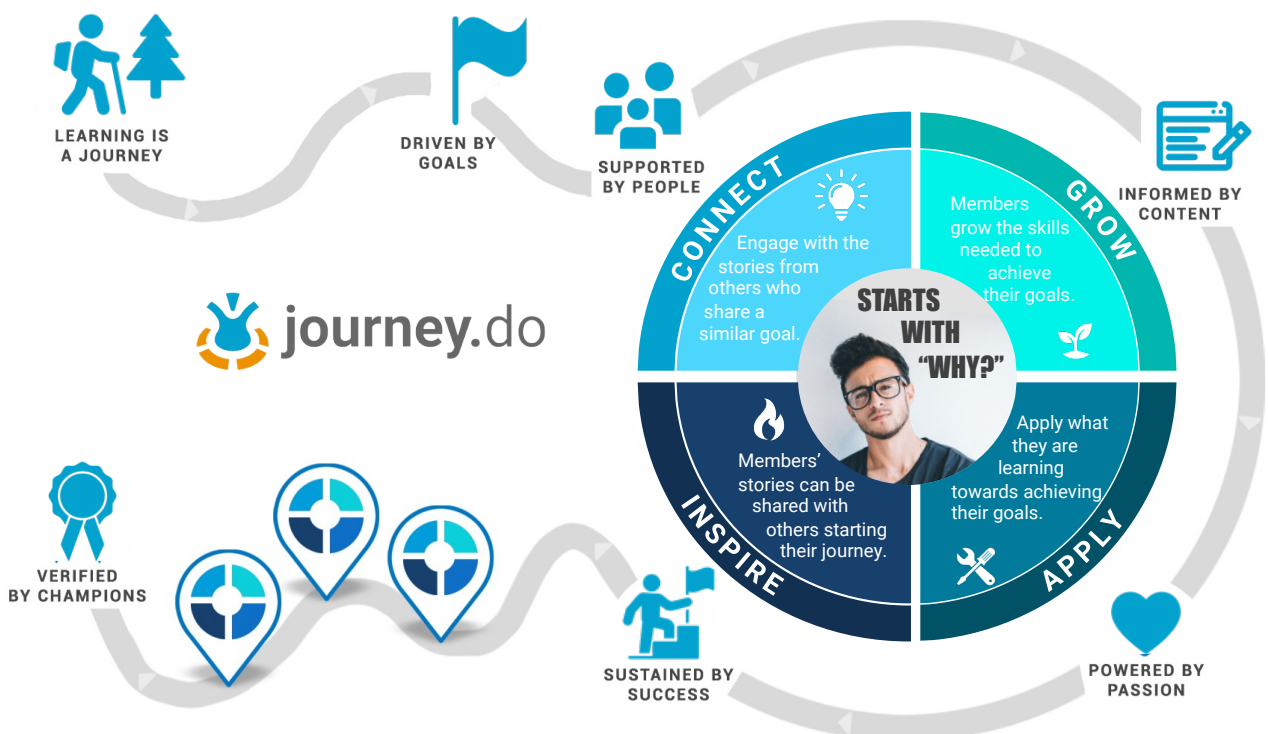 LEARNING IS
A JOURNEY
DRIVEN BY
GOALS
SUPPORTED
BY PEOPLE
INFORMED BY
CONTENT
CONNECT
Engage with the
stories from
others who
share a
similar goal.
GROW
Members
grow the skills
needed to
achieve
their goals.
STARTS
WITH
“WHY?”
journey.do
INSPIRE
Members’
stories can be
shared with
others starting
their journey.
APPLY
Apply what
they are
learning
towards achieving
their goals.
VERIFIED
BY CHAMPIONS
SUSTAINED BY
SUCCESS
POWERED BY
PASSION